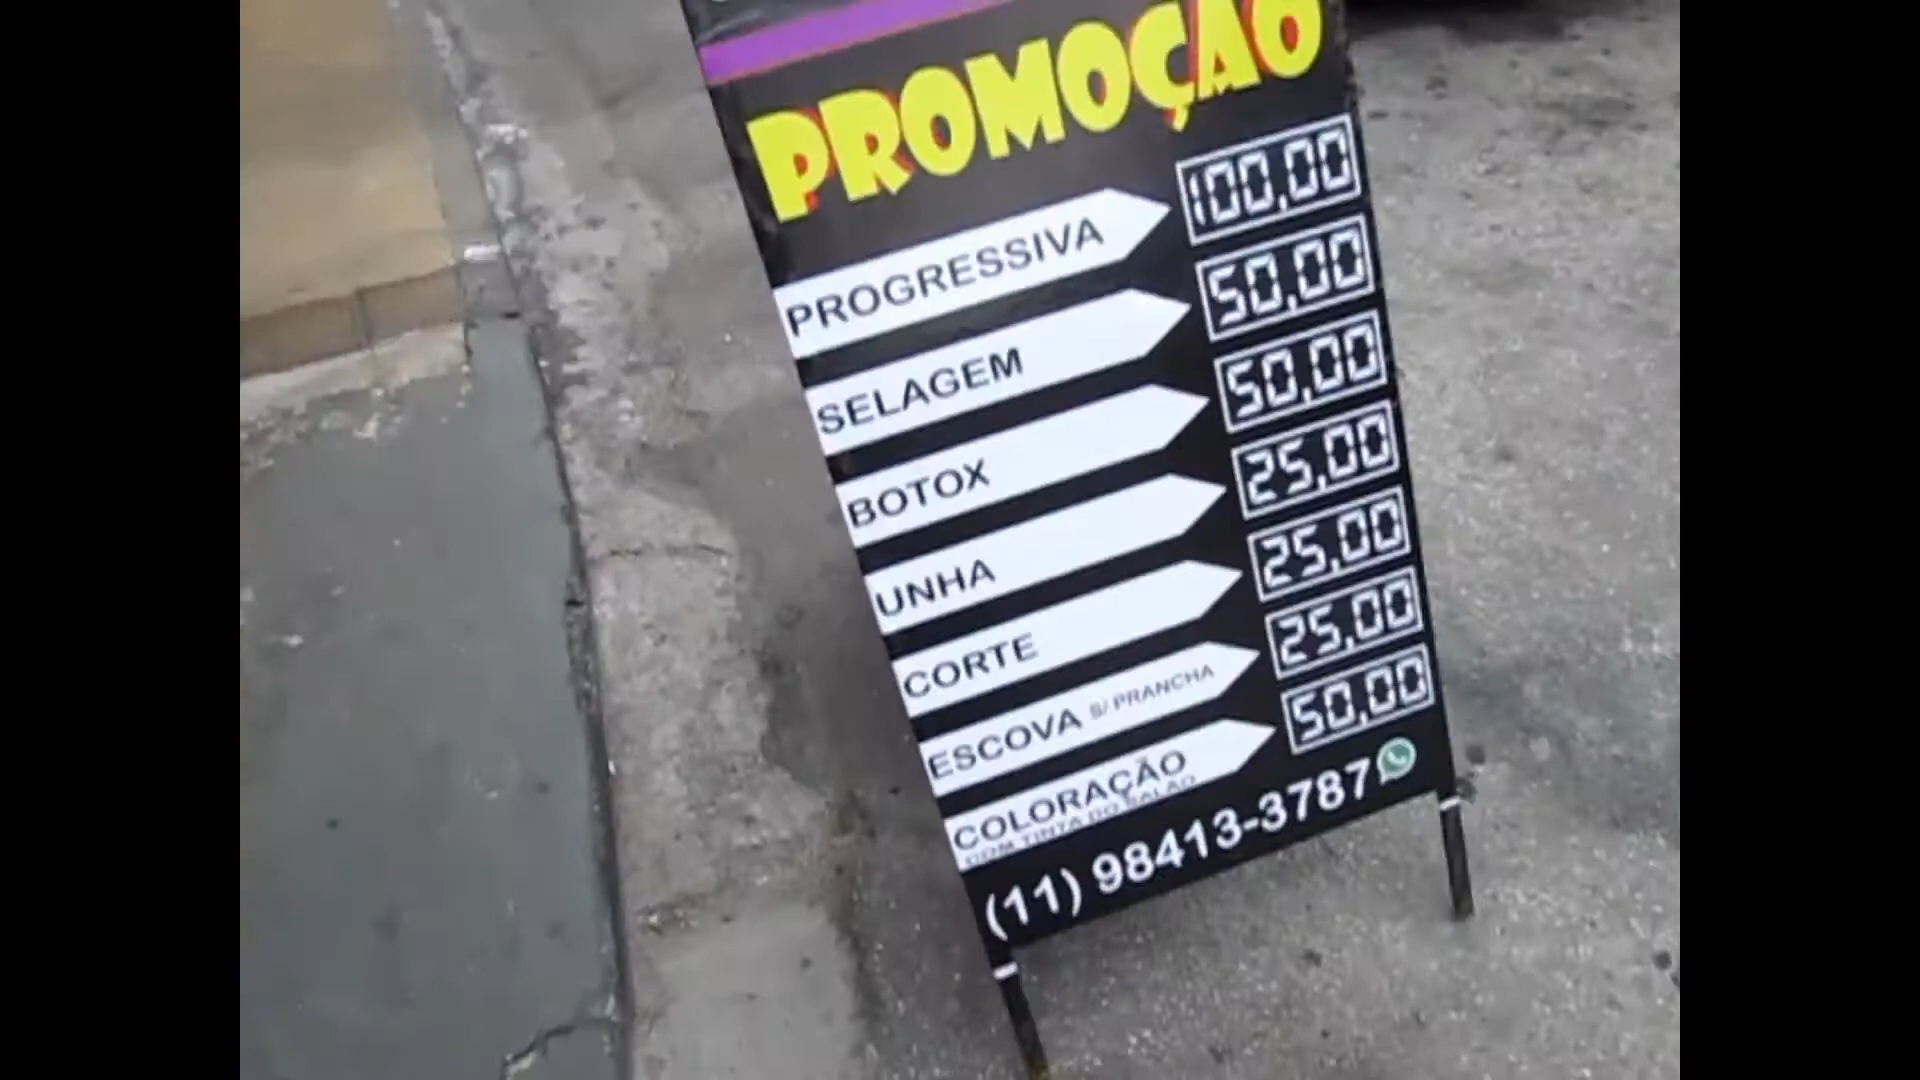 PROMOÇÃO
PROGRESSIVA 100,00
SELAGEM 50,00
BOTOX 50,00
UNHA 25,00
CORTE 25,00
ESCOVA S/ PRANCHA 25,00
COLORAÇÃO 50,00
COM TINTA DO SALÃO
(11) 98413-3787